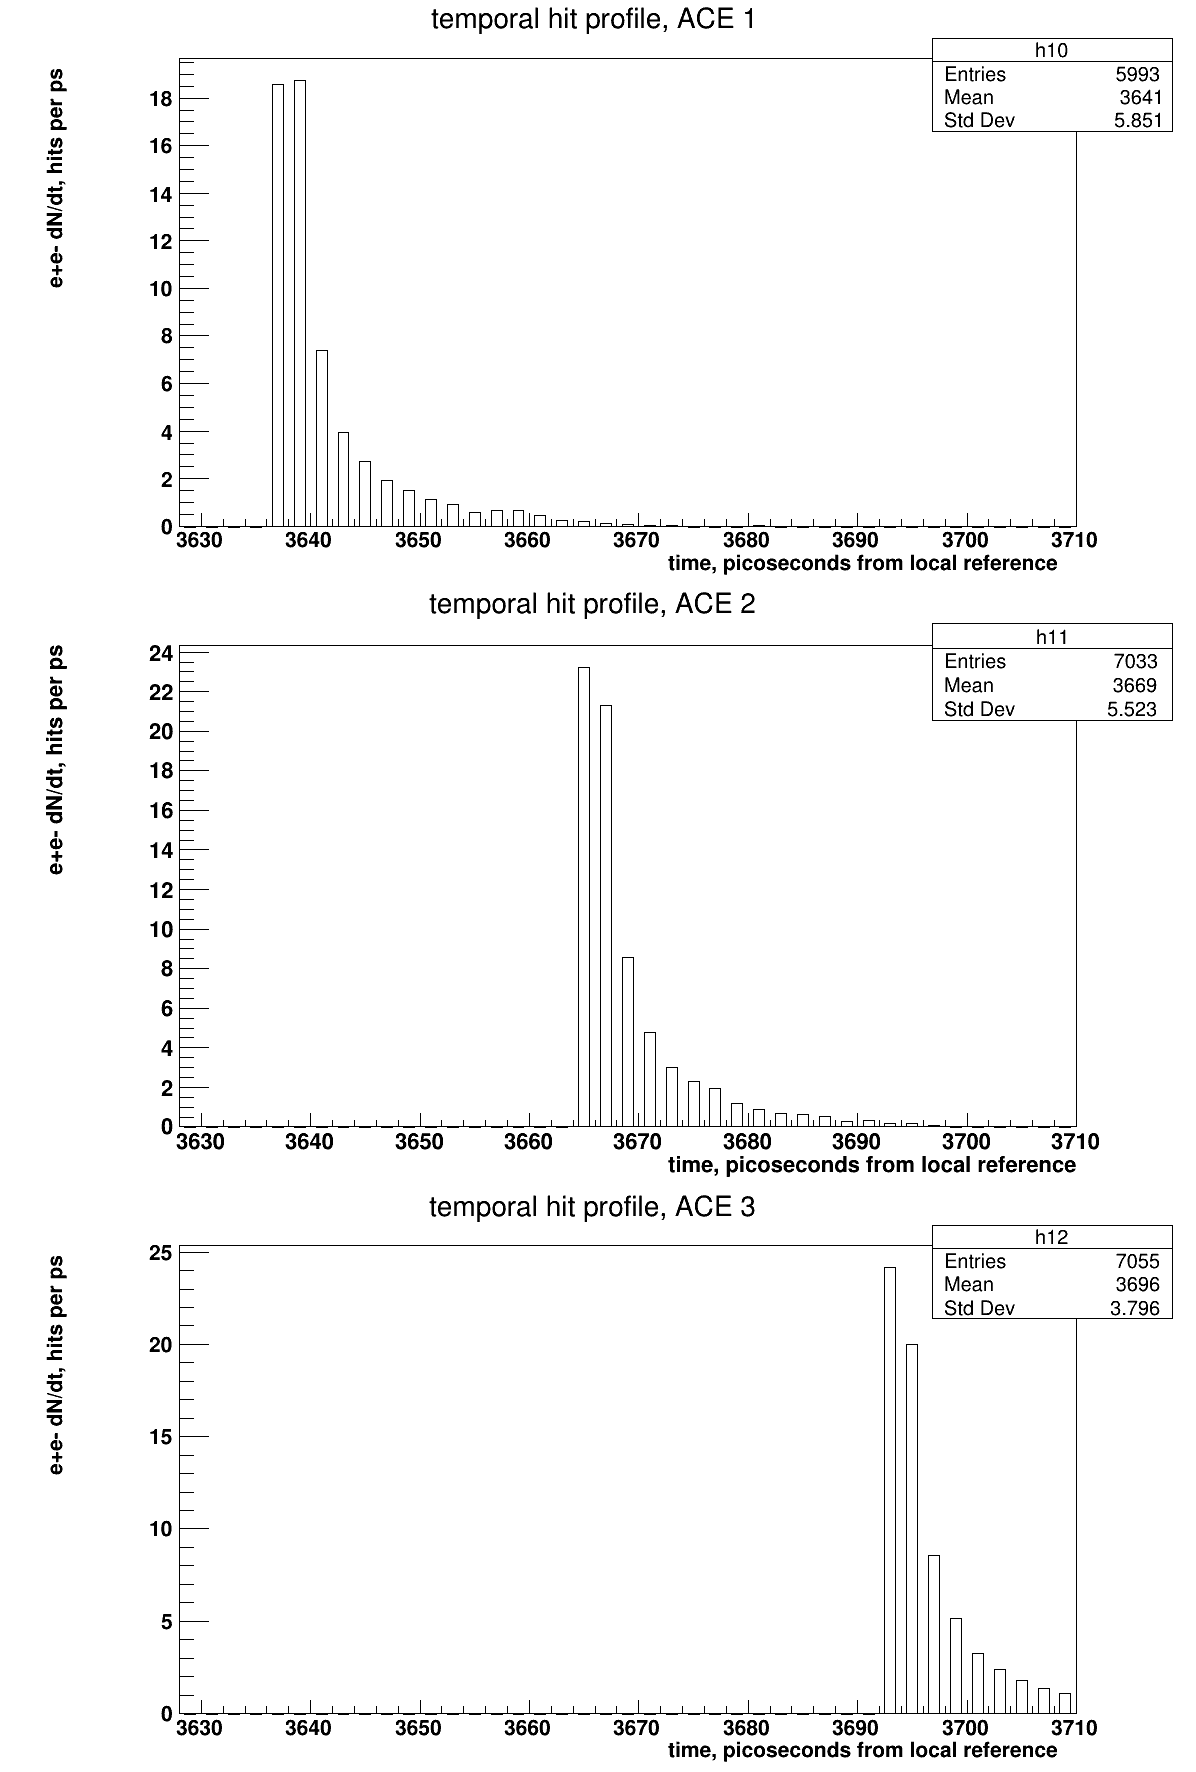 temporal hit profile, ACE 1
h10
Entries 5993
Mean 3641
Std Dev 5.851
e+e- dN/dt, hits per ps
18
16
14
12
10
8
6
4
2
0
3630 3640 3650 3660 3670 3680 3690 3700 3710
time, picoseconds from local reference
temporal hit profile, ACE 2
h11
Entries 7033
Mean 3669
Std Dev 5.523
e+e- dN/dt, hits per ps
24
22
20
18
16
14
12
10
8
6
4
2
0
3630 3640 3650 3660 3670 3680 3690 3700 3710
time, picoseconds from local reference
temporal hit profile, ACE 3
h12
Entries 7055
Mean 3696
Std Dev 3.796
e+e- dN/dt, hits per ps
25
20
15
10
5
0
3630 3640 3650 3660 3670 3680 3690 3700 3710
time, picoseconds from local reference